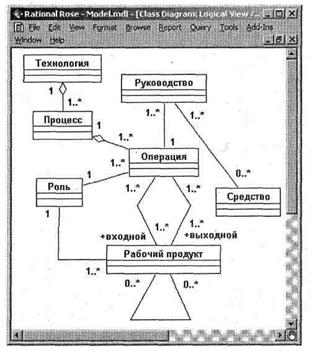 Rational Rose - Model.mdl - [Class Diagram: Logical View /...
File Edit View Format Browse Report Query Tools Add-Ins
Window Help
Технология
1
1..*
Руководство
1..*
1..*
Процесс
1
1..*
1
Операция
1..*
Роль
1
1
1..*
1..*
0..*
Средство
1..*
1..*
+входной
+выходной
Рабочий продукт
1..*
0..*
0..*